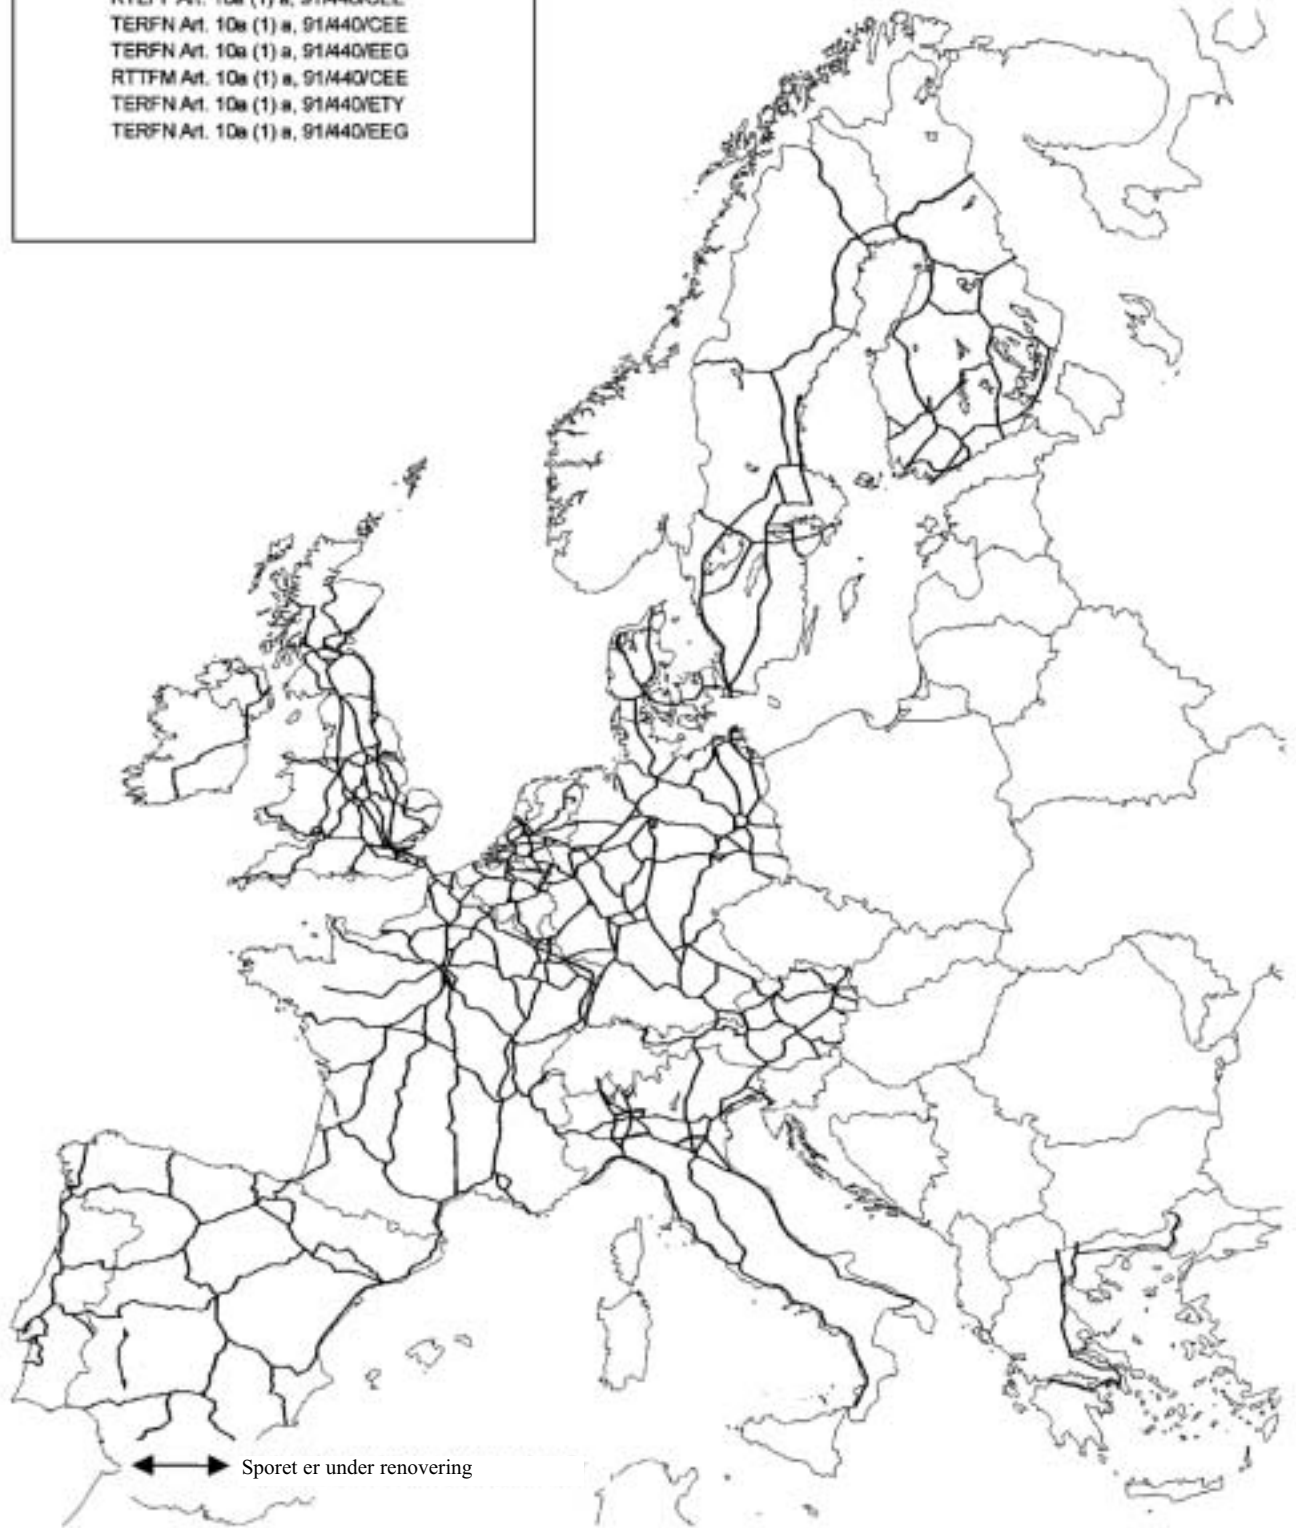 TERFN Art. 10a (1) a, 91/440/CEE
TERFN Art. 10a (1) a, 91/440/EEG
RTTFM Art. 10a (1) a, 91/440/CEE
TERFN Art. 10a (1) a, 91/440/ETY
TERFN Art. 10a (1) a, 91/440/EEG
Sporet er under renovering